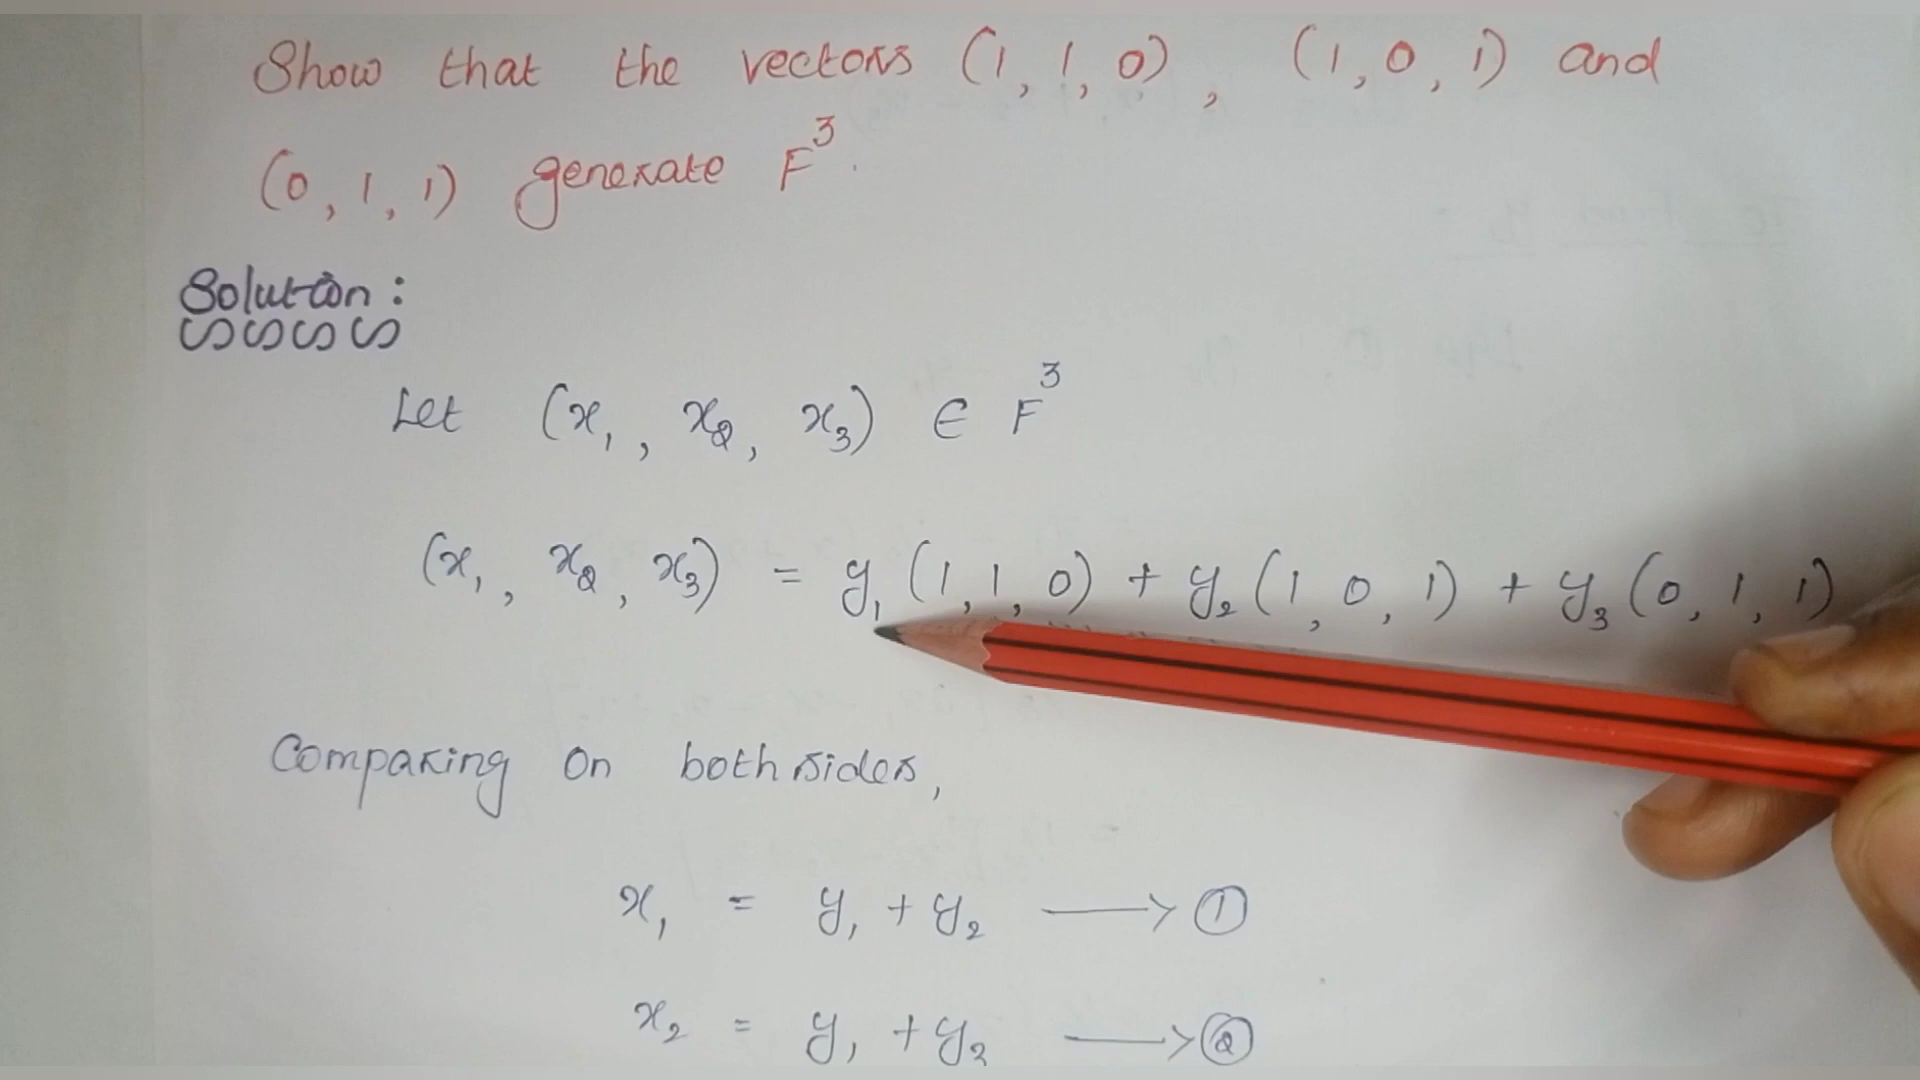 Show that the vectors (1, 1, 0), (1, 0, 1) and
(0, 1, 1) generate F³.
Solution:
Let (x₁, x₂, x₃) ∈ F³
(x₁, x₂, x₃) = y₁(1, 1, 0) + y₂(1, 0, 1) + y₃(0, 1, 1)
Comparing on both sides,
x₁ = y₁ + y₂ ⟶ ①
x₂ = y₁ + y₃ ⟶ ②